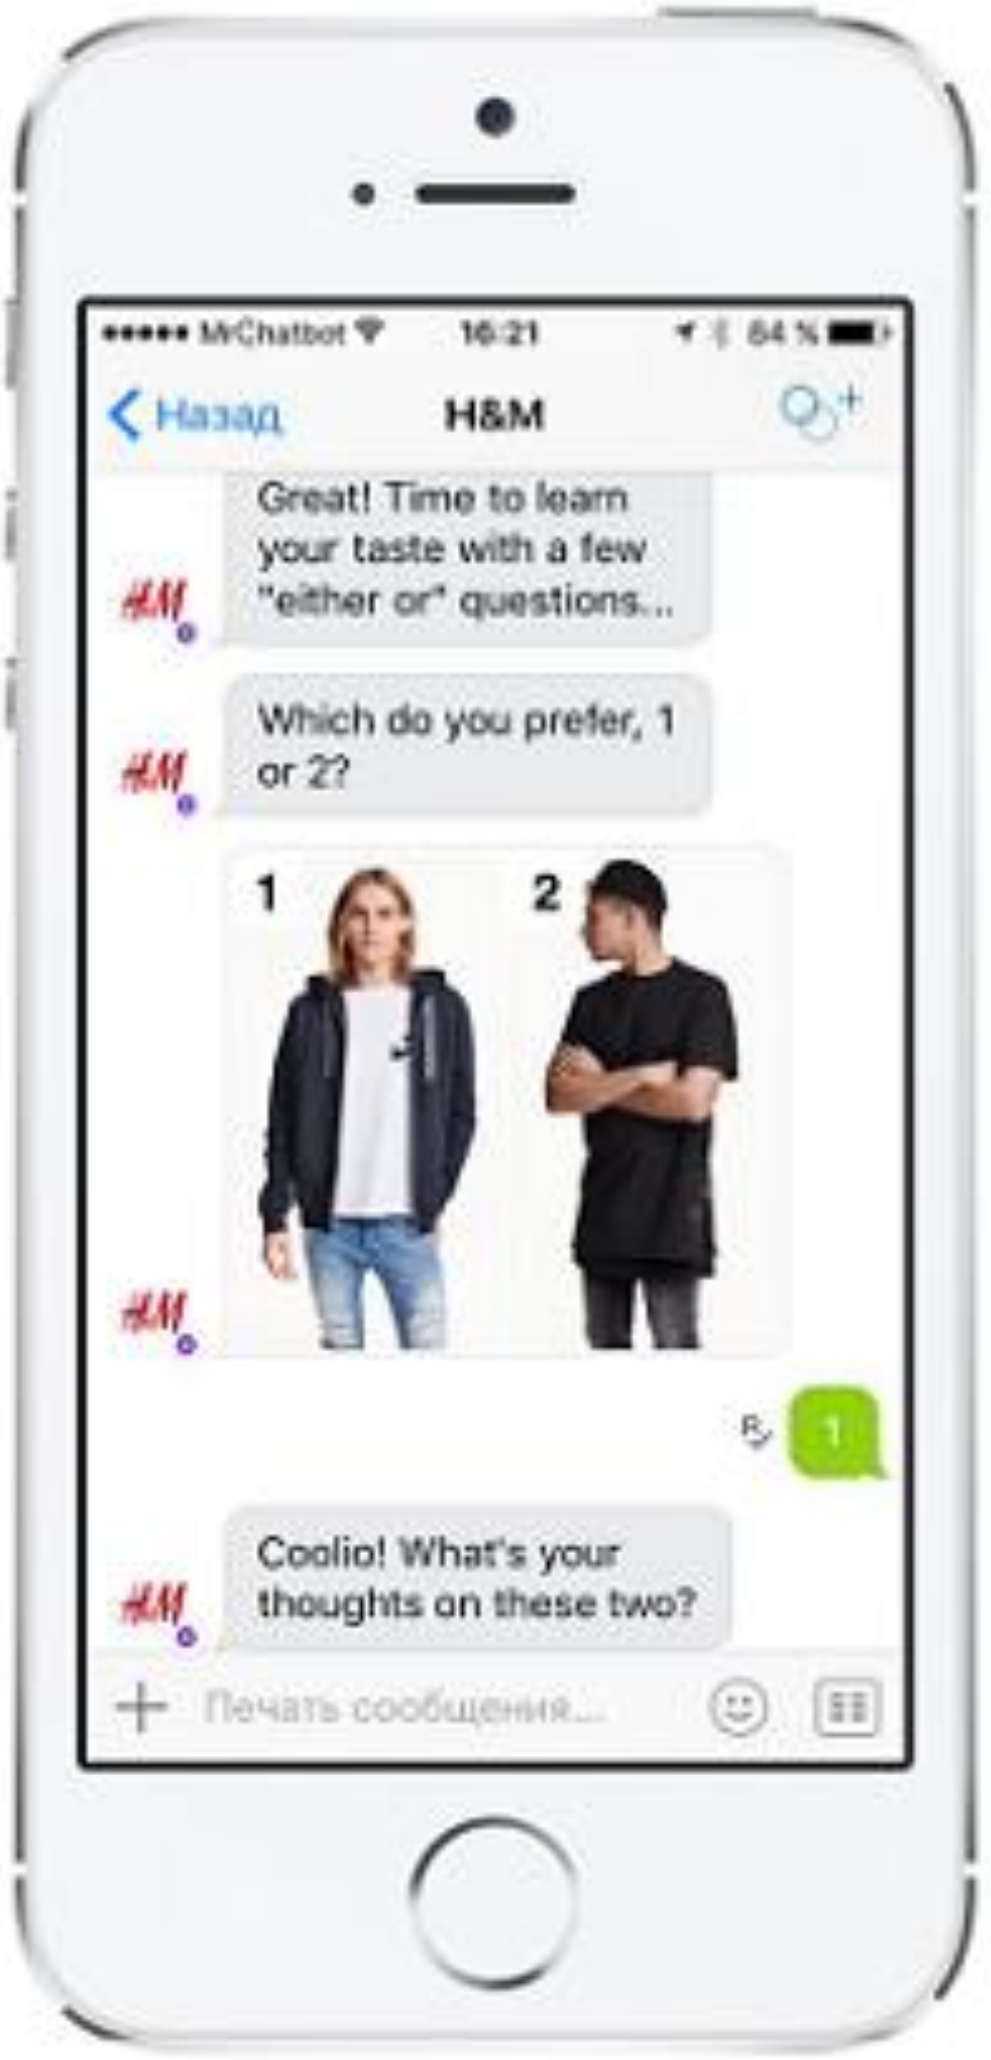 MrChatbot
16:21
84 %
Назад
H&M
Great! Time to learn
your taste with a few
"either or" questions...
H&M
Which do you prefer, 1
or 2?
H&M
1
2
H&M
1
Coolio! What's your
thoughts on these two?
H&M
Печать сообщения...